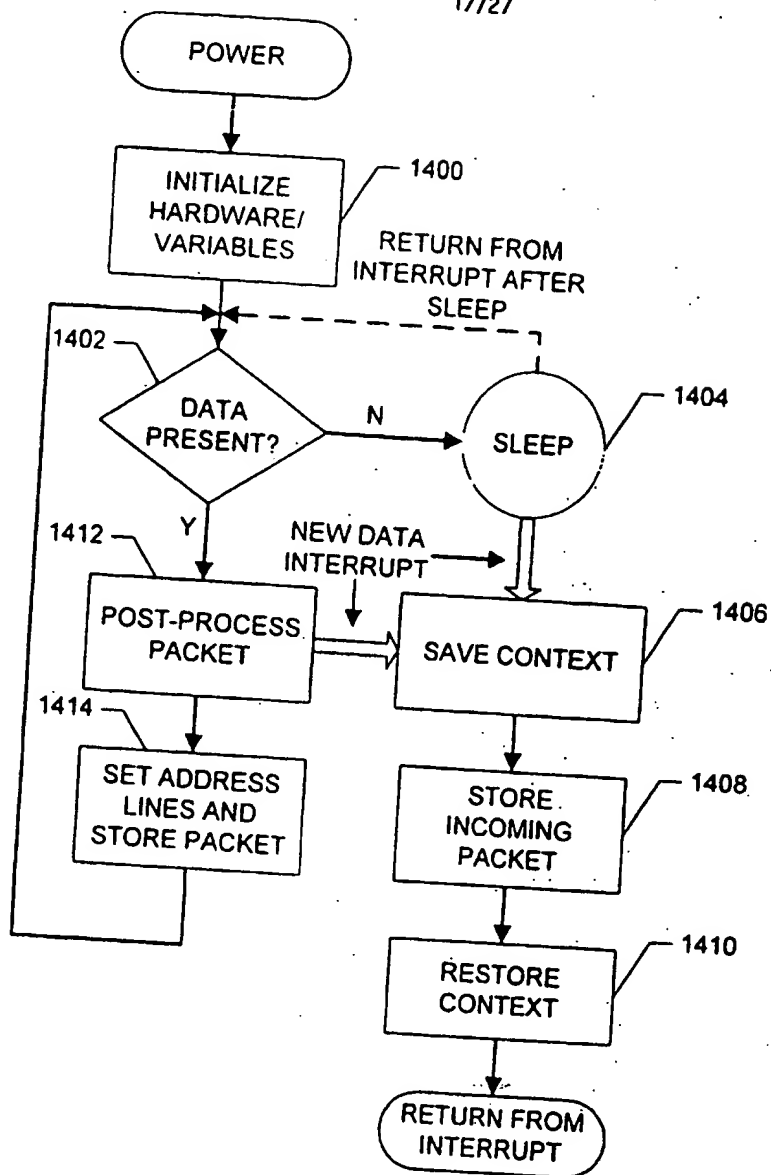 17/27
POWER
INITIALIZE
HARDWARE/
VARIABLES
1400
RETURN FROM
INTERRUPT AFTER
SLEEP
1402
DATA
PRESENT?
N
SLEEP
1404
Y
1412
NEW DATA
INTERRUPT
POST-PROCESS
PACKET
SAVE CONTEXT
1406
1414
SET ADDRESS
LINES AND
STORE PACKET
STORE
INCOMING
PACKET
1408
RESTORE
CONTEXT
1410
RETURN FROM
INTERRUPT